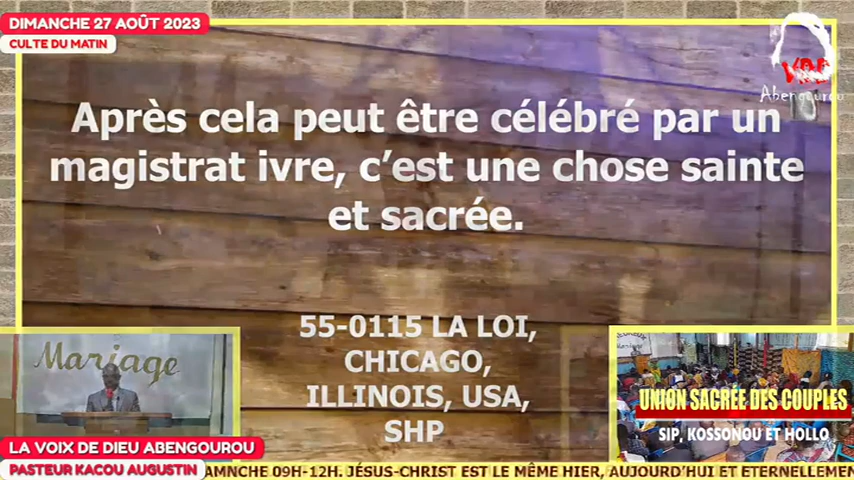 DIMANCHE 27 AOÛT 2023
CULTE DU MATIN
Abengourou
Après cela peut être célébré par un
magistrat ivre, c’est une chose sainte
et sacrée.
55-0115 LA LOI,
CHICAGO,
ILLINOIS, USA,
SHP
Mariage
UNION SACRÉE DES COUPLES
SIP, KOSSONOU ET HOLLO
LA VOIX DE DIEU ABENGOUROU
PASTEUR KACOU AUGUSTIN
AMNCHE 09H-12H. JÉSUS-CHRIST EST LE MÊME HIER, AUJOURD’HUI ET ETERNELLEMEN